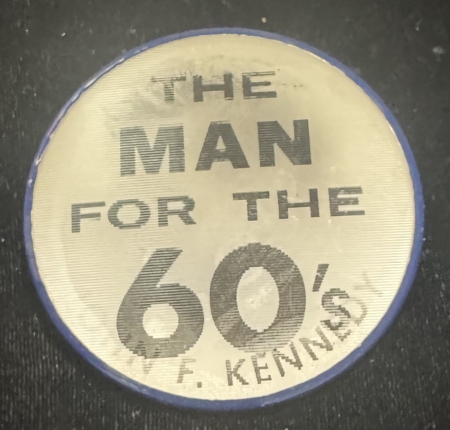 THE
MAN
FOR THE
60's
N F. KENNEDY